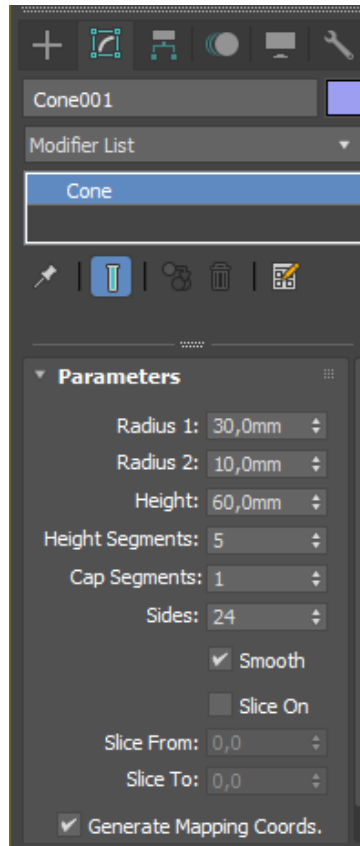 Cone001
Modifier List
Cone
Parameters
Radius 1: 30,0mm
Radius 2: 10,0mm
Height: 60,0mm
Height Segments: 5
Cap Segments: 1
Sides: 24
Smooth
Slice On
Slice From: 0,0
Slice To: 0,0
Generate Mapping Coords.